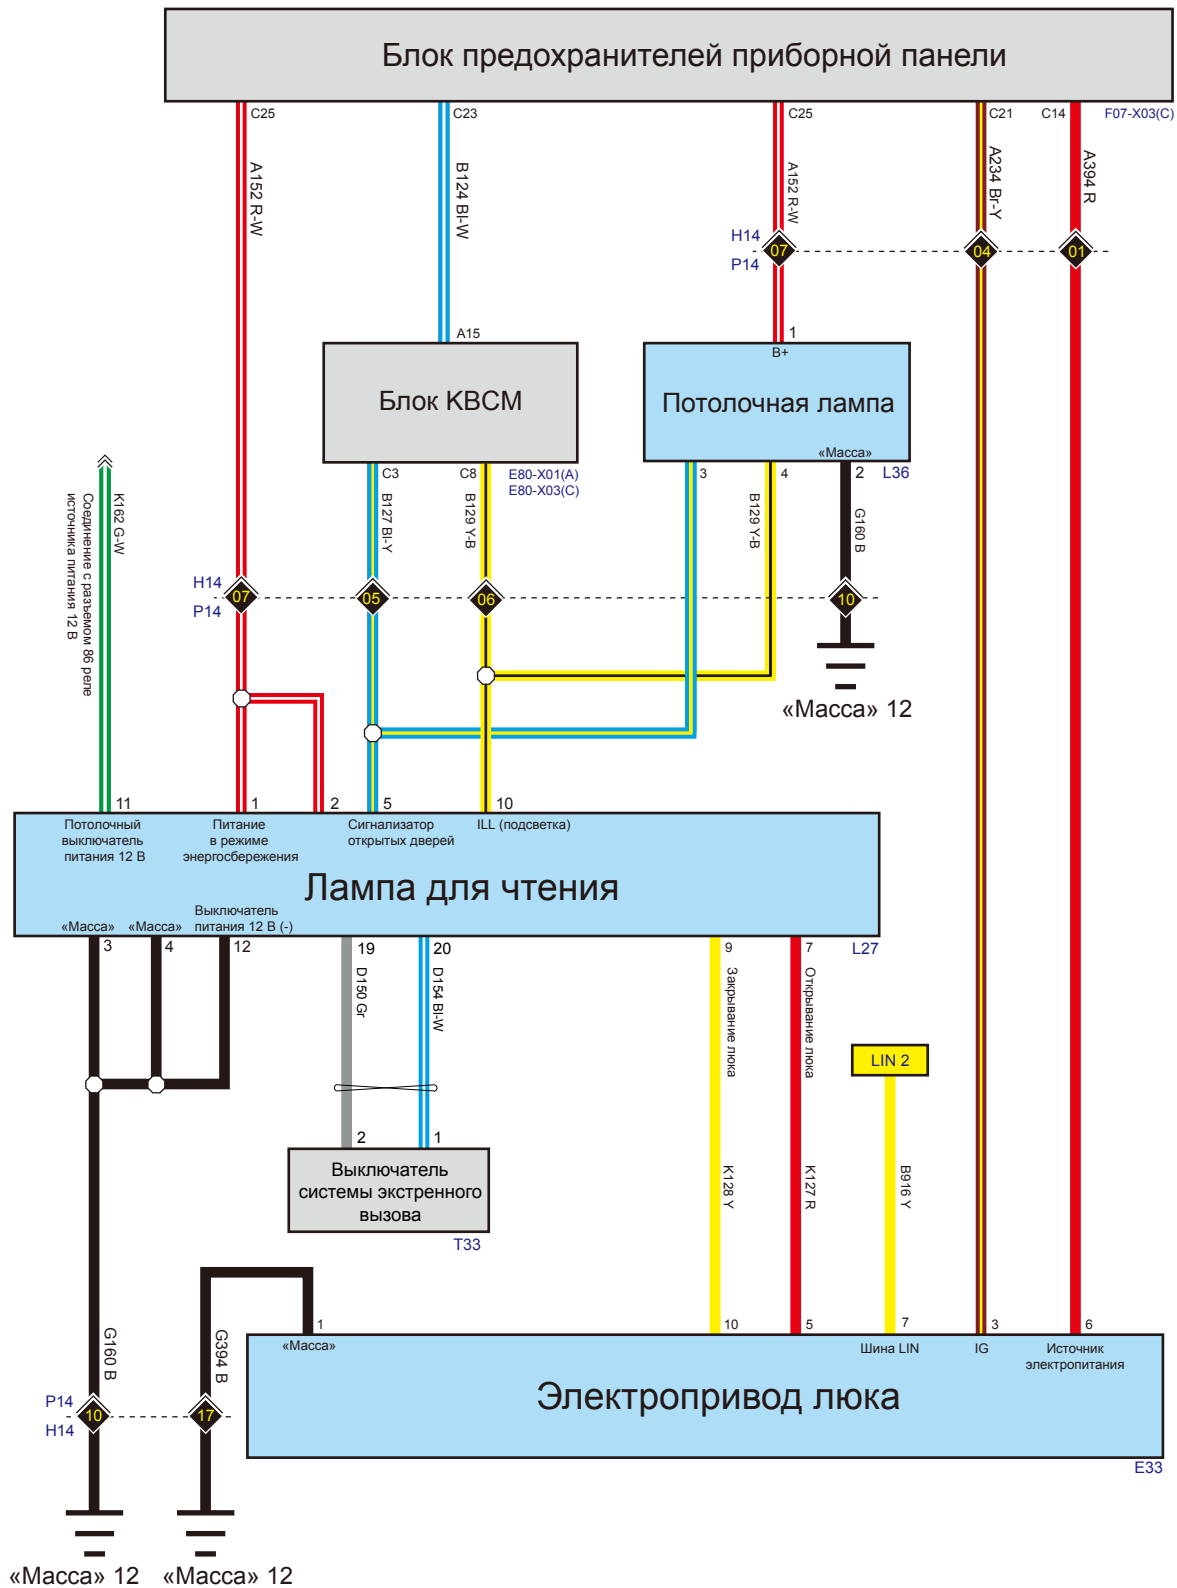 Блок предохранителей приборной панели
C25
C23
C25
C21
C14
F07-X03(C)
A152 R-W
B124 Bl-W
A152 R-W
A234 Br-Y
A394 R
H14
P14
07
04
01
A15
Блок KBCM
C3
C8
E80-X01(A)
E80-X03(C)
1
B+
Потолочная лампа
«Масса»
3
4
2
L36
K162 G-W
Соединение с разъемом 86 реле
источника питания 12 В
B127 Bl-Y
B129 Y-B
B129 Y-B
G160 B
H14
P14
07
05
06
10
«Масса» 12
11
1
2
5
10
Потолочный
выключатель
питания 12 В
Питание
в режиме
энергосбережения
Сигнализатор
открытых дверей
ILL (подсветка)
Лампа для чтения
«Масса»
«Масса»
Выключатель
питания 12 В (-)
3
4
12
19
20
9
7
L27
D150 Gr
D154 Bl-W
Закрывание люка
Открывание люка
LIN 2
2
1
Выключатель
системы экстренного
вызова
T33
K128 Y
K127 R
B916 Y
G160 B
G394 B
1
10
5
7
3
6
«Масса»
Шина LIN
IG
Источник
электропитания
Электропривод люка
E33
P14
H14
10
17
«Масса» 12
«Масса» 12